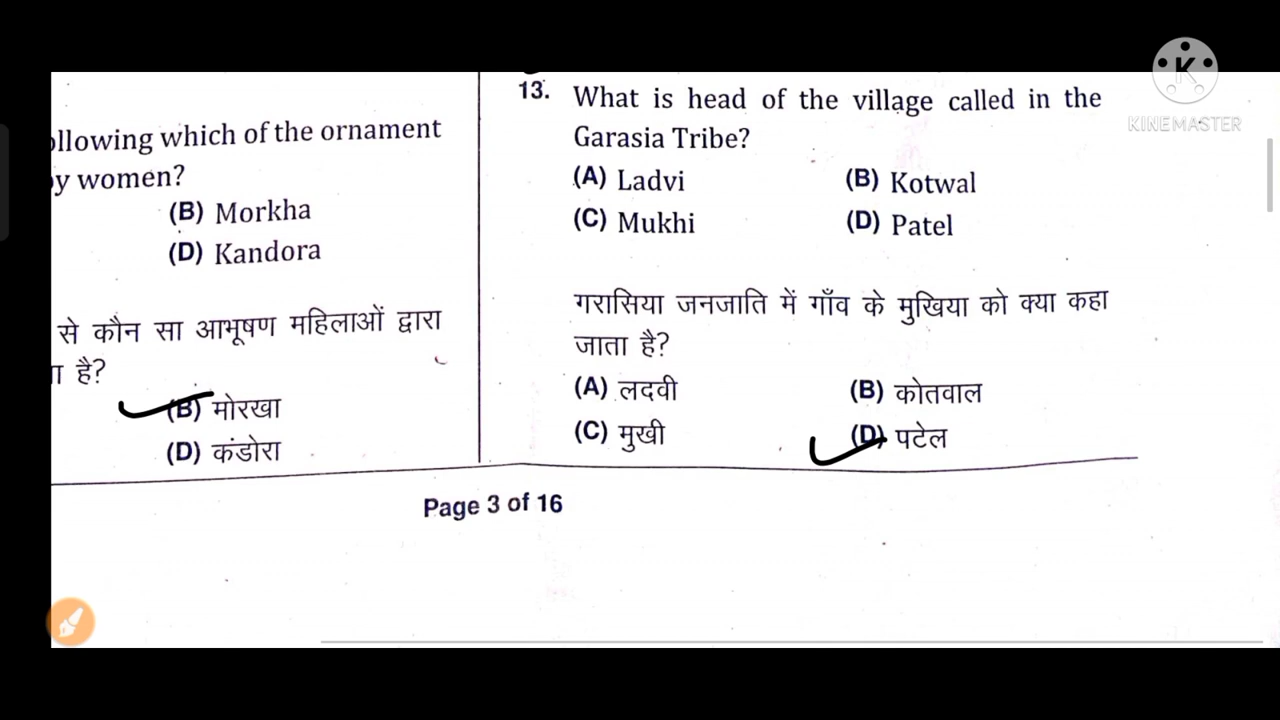 ollowing which of the ornament
y women?
(B) Morkha
(D) Kandora
से कौन सा आभूषण महिलाओं द्वारा
है?
(B) मोरखा
(D) कंडोरा
13. What is head of the village called in the
Garasia Tribe?
(A) Ladvi (B) Kotwal
(C) Mukhi (D) Patel
गरासिया जनजाति में गाँव के मुखिया को क्या कहा
जाता है?
(A) लदवी (B) कोतवाल
(C) मुखी (D) पटेल
Page 3 of 16
K
KINEMASTER